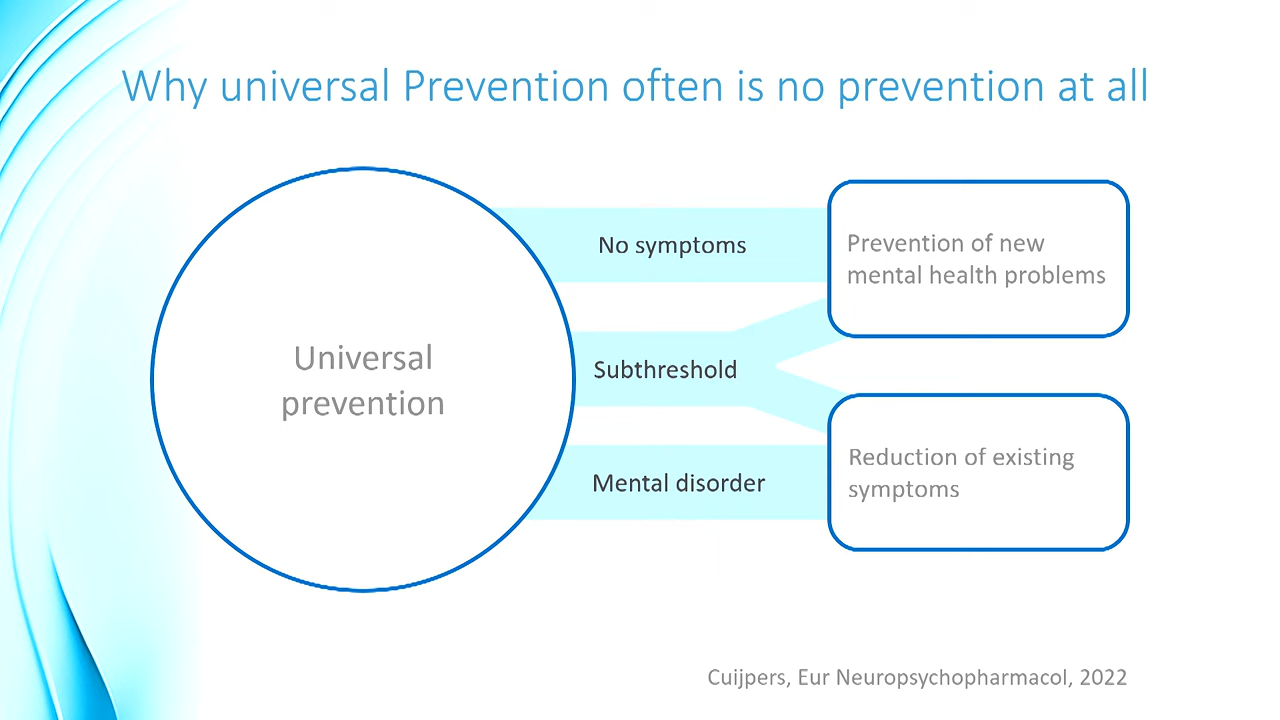 Why universal Prevention often is no prevention at all
Universal
prevention
No symptoms
Subthreshold
Mental disorder
Prevention of new
mental health problems
Reduction of existing
symptoms
Cuijpers, Eur Neuropsychopharmacol, 2022